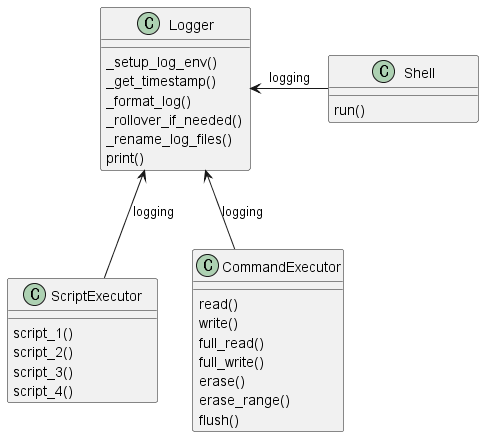 C Logger
_setup_log_env()
_get_timestamp()
_format_log()
_rollover_if_needed()
_rename_log_files()
print()
logging
C Shell
run()
logging
logging
C ScriptExecutor
script_1()
script_2()
script_3()
script_4()
C CommandExecutor
read()
write()
full_read()
full_write()
erase()
erase_range()
flush()